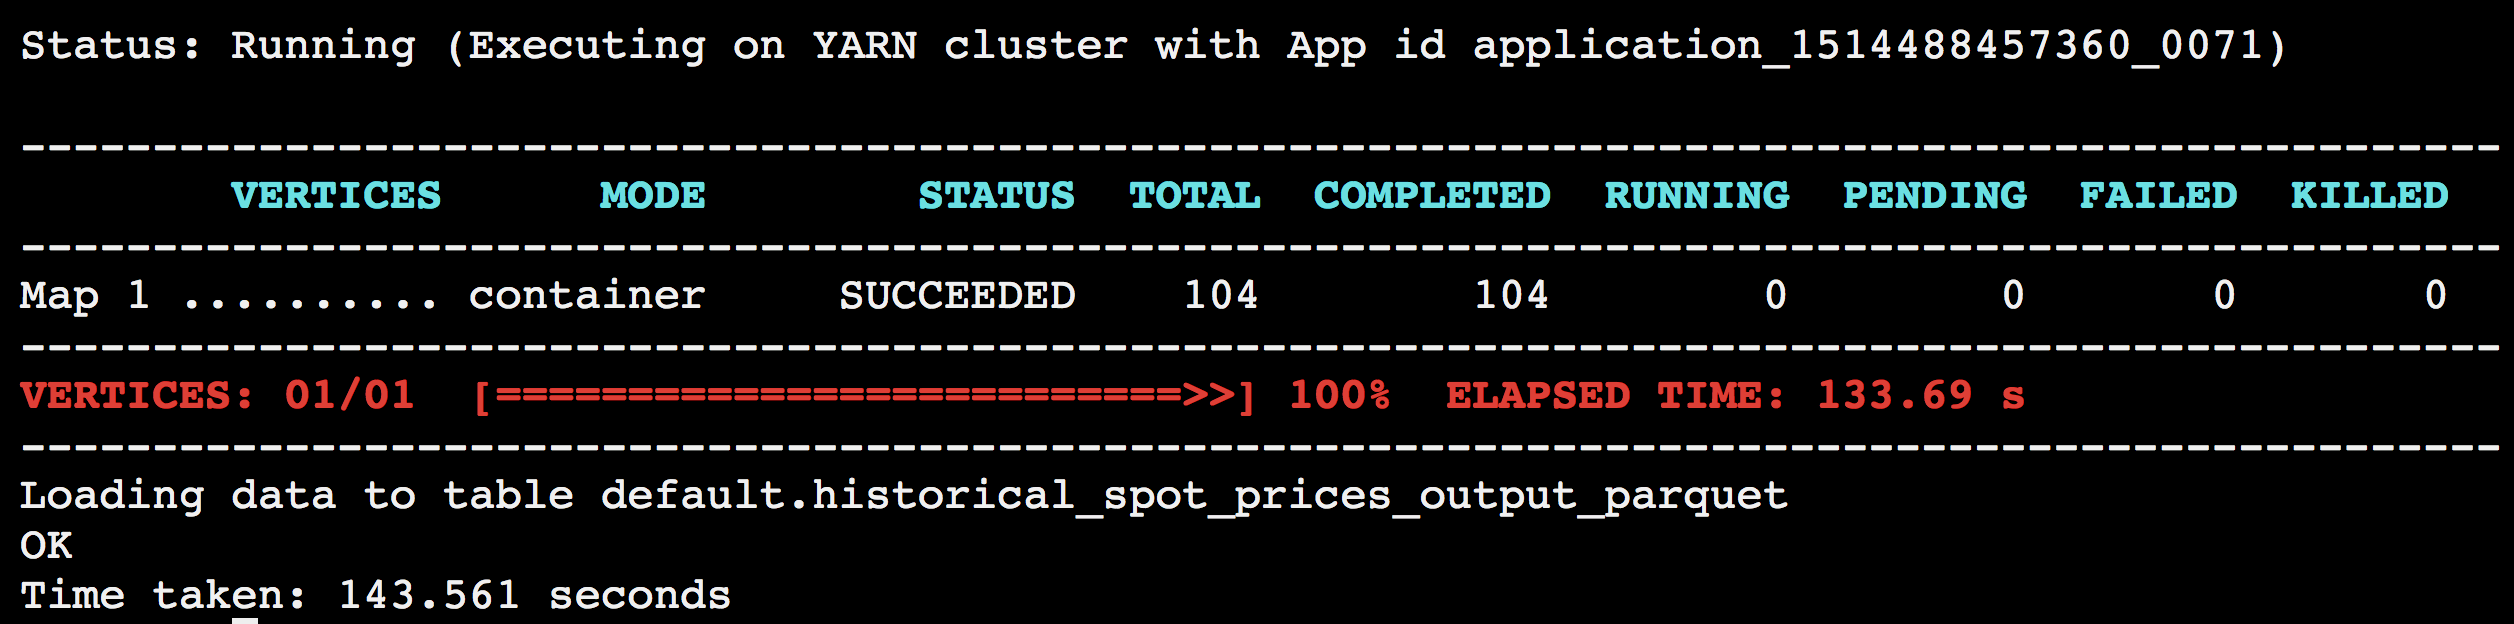 Status: Running (Executing on YARN cluster with App id application_1514488457360_0071)
----------------------------------------------------------------------------------------------
        VERTICES      MODE        STATUS  TOTAL  COMPLETED  RUNNING  PENDING  FAILED  KILLED
----------------------------------------------------------------------------------------------
Map 1 .......... container     SUCCEEDED    104        104        0        0       0       0
----------------------------------------------------------------------------------------------
VERTICES: 01/01  [==========================>>] 100%  ELAPSED TIME: 133.69 s
----------------------------------------------------------------------------------------------
Loading data to table default.historical_spot_prices_output_parquet
OK
Time taken: 143.561 seconds